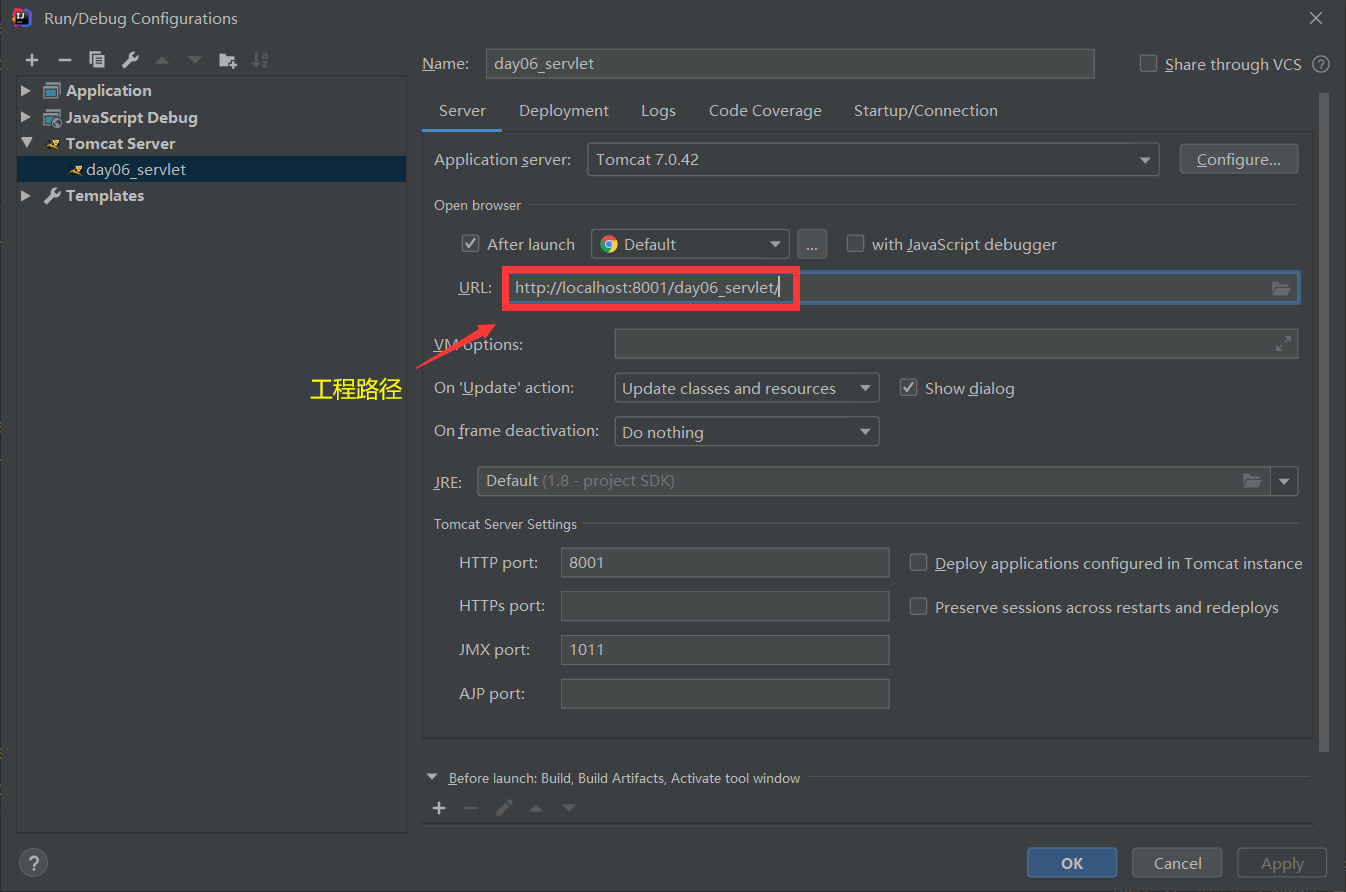 Run/Debug Configurations
Application
JavaScript Debug
Tomcat Server
day06_servlet
Templates
Name: day06_servlet
Share through VCS
Server Deployment Logs Code Coverage Startup/Connection
Application server: Tomcat 7.0.42 Configure...
Open browser
After launch Default ... with JavaScript debugger
URL: http://localhost:8001/day06_servlet/
VM options:
工程路径
On 'Update' action: Update classes and resources Show dialog
On frame deactivation: Do nothing
JRE: Default (1.8 - project SDK)
Tomcat Server Settings
HTTP port: 8001 Deploy applications configured in Tomcat instance
HTTPs port: Preserve sessions across restarts and redeploys
JMX port: 1011
AJP port:
Before launch: Build, Build Artifacts, Activate tool window
OK Cancel Apply